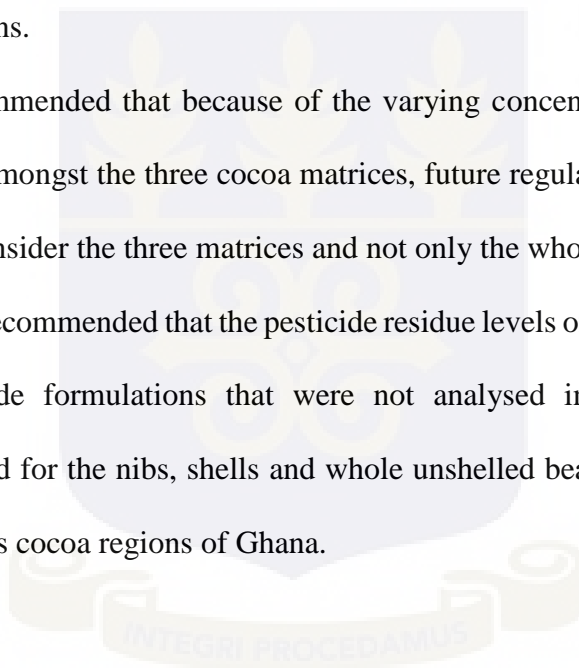 ns.
mmended that because of the varying concen
mongst the three cocoa matrices, future regula
nsider the three matrices and not only the who
ecommended that the pesticide residue levels o
de formulations that were not analysed in
d for the nibs, shells and whole unshelled bea
s cocoa regions of Ghana.
INTEGRI PROCEDAMUS